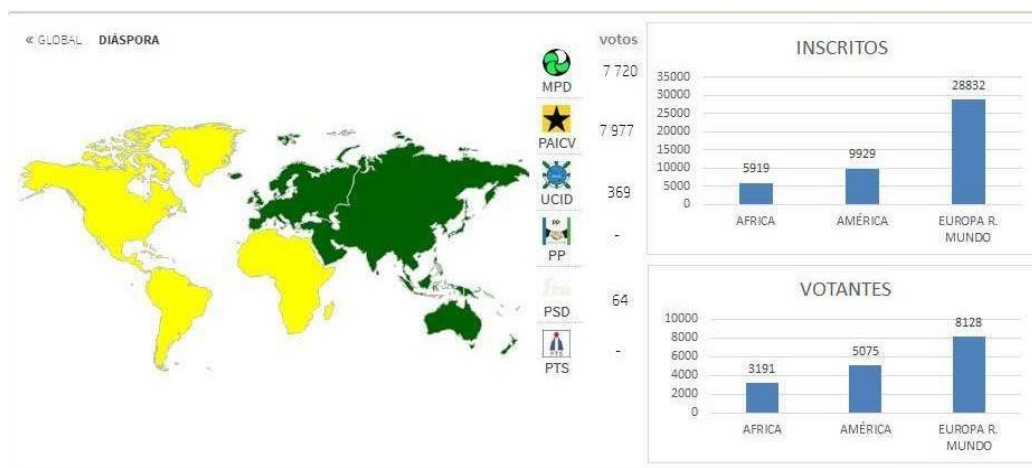 « GLOBAL DIÁSPORA
votos
MPD 7 720
PAICV 7 977
UCID 369
PP
PP -
PSD 64
PTS
PTS -
INSCRITOS
35000
30000
25000
20000
15000
10000
5000
0
5919
9929
28832
AFRICA
AMÉRICA
EUROPA R.
MUNDO
VOTANTES
10000
8000
6000
4000
2000
0
3191
5075
8128
AFRICA
AMÉRICA
EUROPA R.
MUNDO